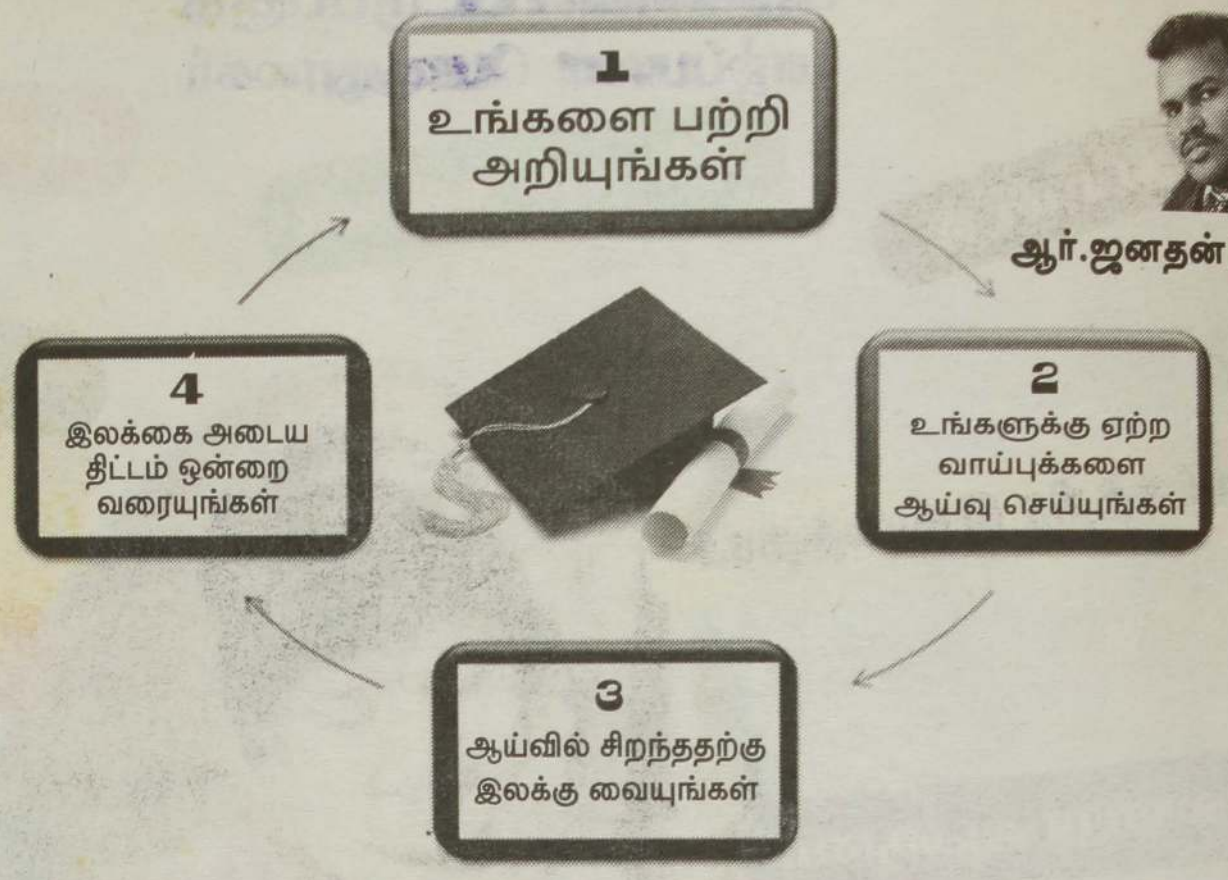 1
உங்களை பற்றி
அறியுங்கள்
ஆர்.ஜனதன்
2
உங்களுக்கு ஏற்ற
வாய்புக்களை
ஆய்வு செய்யுங்கள்
3
ஆய்வில் சிறந்ததற்கு
இலக்கு வையுங்கள்
4
இலக்கை அடைய
திட்டம் ஒன்றை
வரையுங்கள்